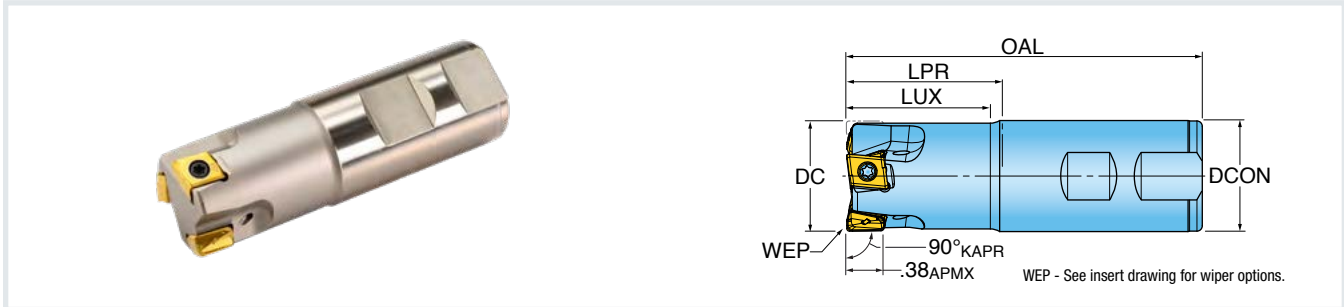 OAL
LPR
LUX
DC
DCON
WEP
90°KAPR
.38APMX
WEP - See insert drawing for wiper options.